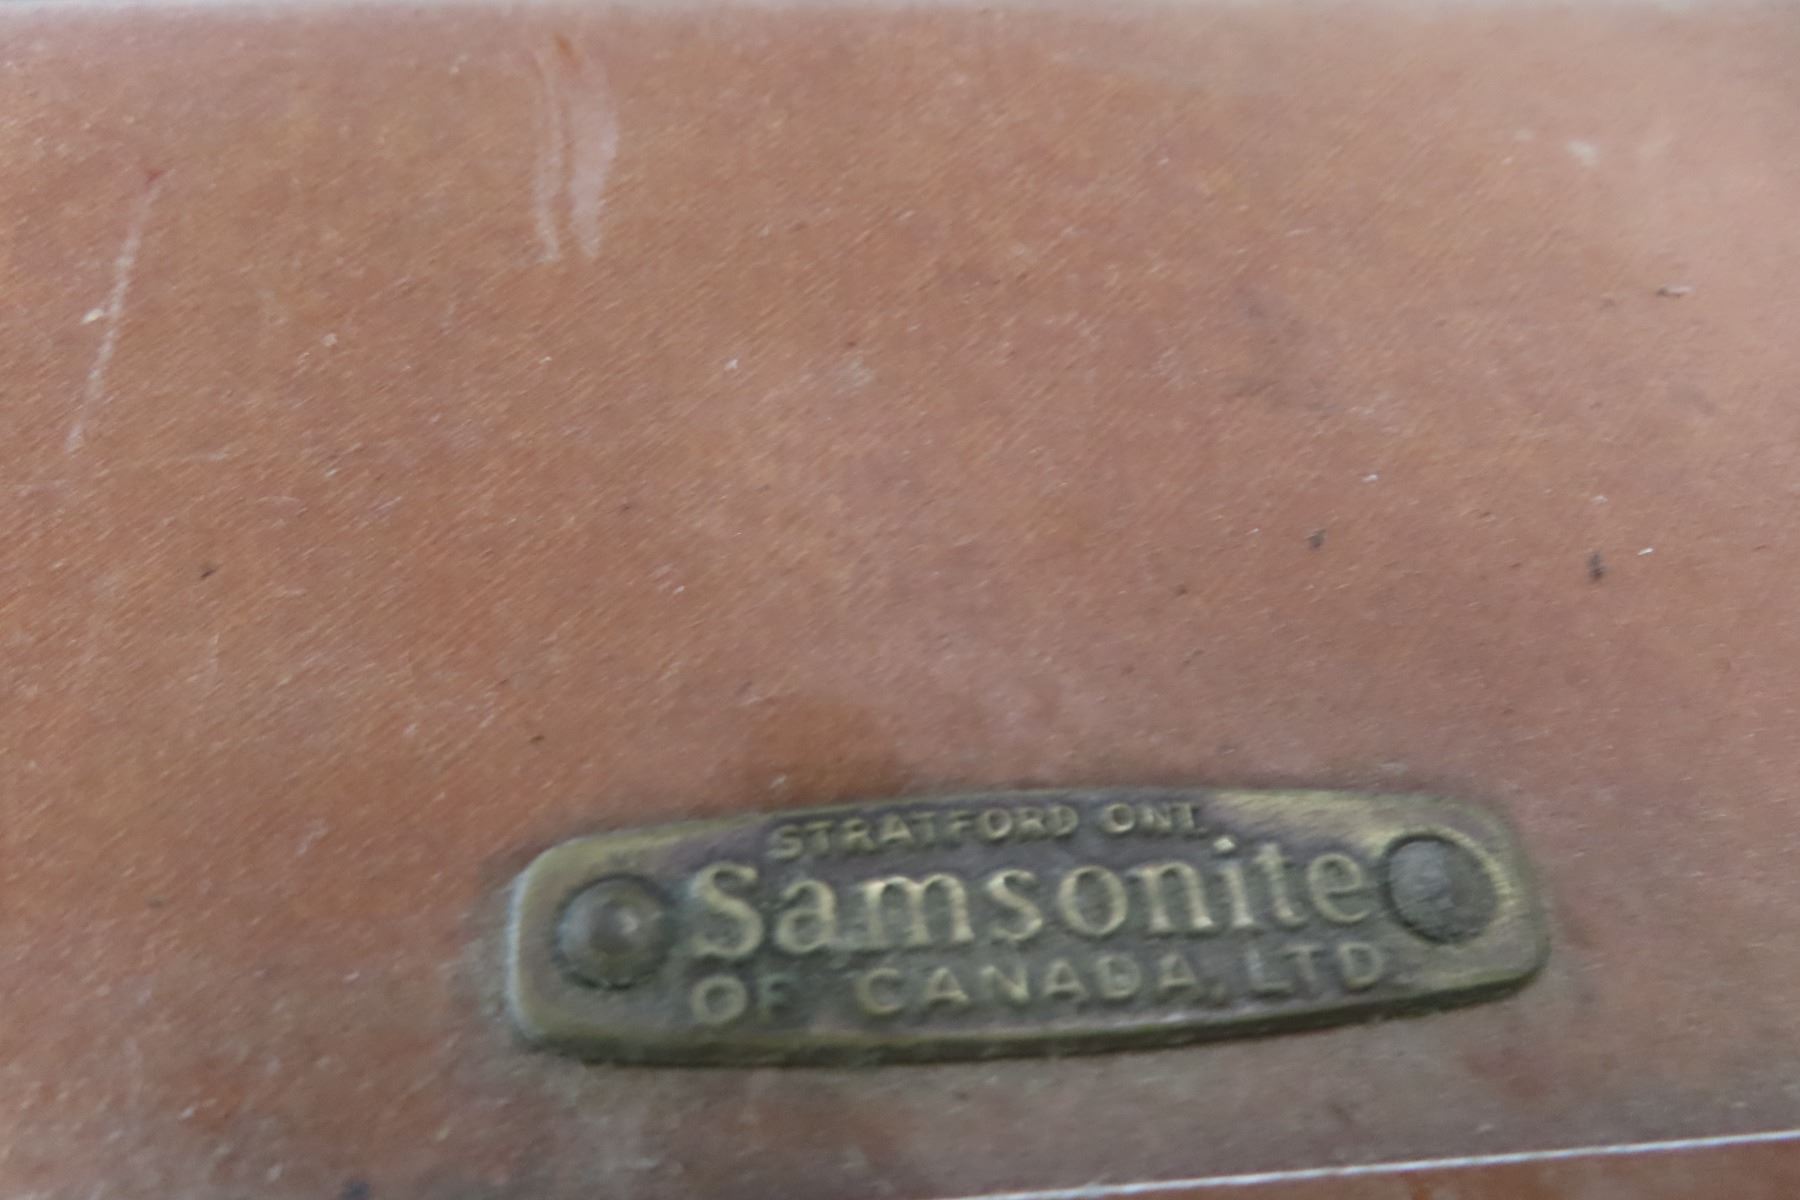 STRATFORD ONT.
Samsonite
OF CANADA, LTD.